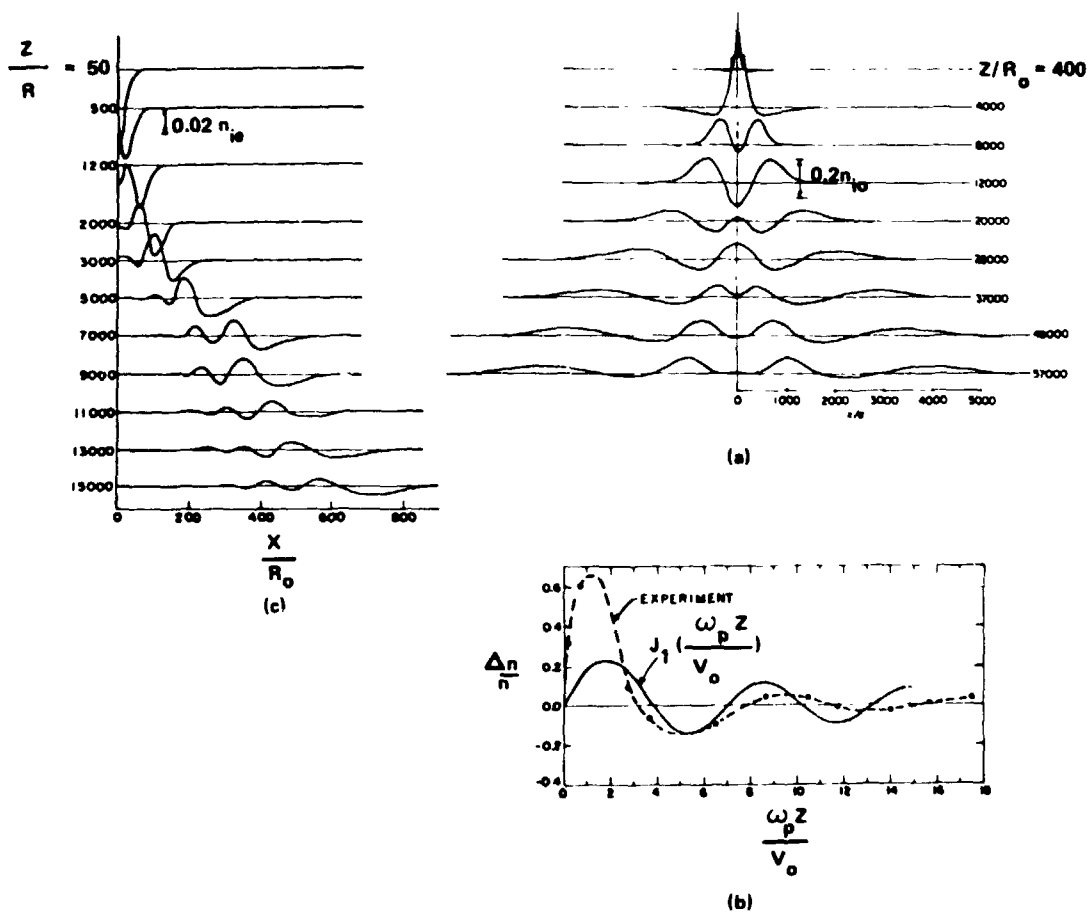 Z
R
= 50
500
0.02 n_ie
1200
2000
3000
5000
7000
9000
11000
13000
15000
0 200 400 600 800
X
R_o
(c)
Z/R_o = 400
4000
8000
12000
0.2n_io
20000
28000
37000
48000
57000
0 1000 2000 3000 4000 5000
(a)
0.6
0.4
0.2
0.0
-0.2
-0.4
EXPERIMENT
J_1 (
ω_p Z
V_o
)
Δn
n
0 2 4 6 8 10 12 14 16 18
ω_p Z
V_o
(b)